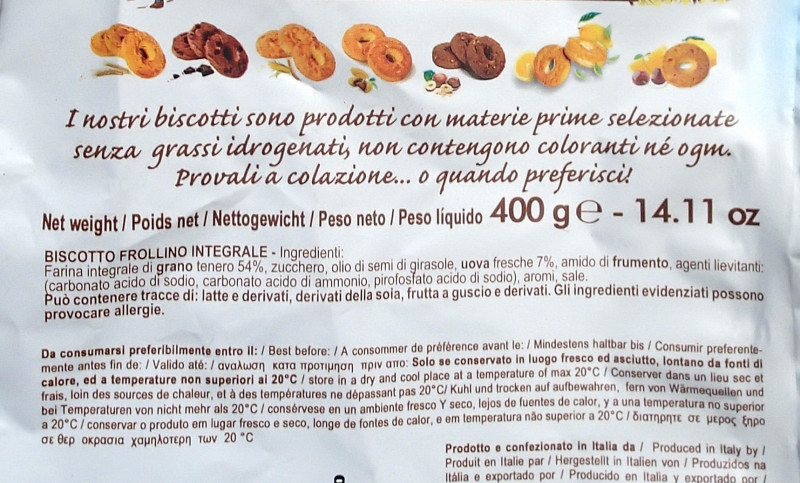 I nostri biscotti sono prodotti con materie prime selezionate
senza grassi idrogenati, non contengono coloranti né ogm.
Provali a colazione... o quando preferisci!
Net weight / Poids net / Nettogewicht / Peso neto / Peso líquido 400 g e - 14.11 oz
BISCOTTO FROLLINO INTEGRALE - Ingredienti:
Farina integrale di grano tenero 54%, zucchero, olio di semi di girasole, uova fresche 7%, amido di frumento, agenti lievitanti:
(carbonato acido di sodio, carbonato acido di ammonio, pirofosfato acido di sodio), aromi, sale.
Può contenere tracce di: latte e derivati, derivati della soia, frutta a guscio e derivati. Gli ingredienti evidenziati possono
provocare allergie.
Da consumarsi preferibilmente entro il: / Best before: / A consommer de préférence avant le: / Mindestens haltbar bis / Consumir preferente-
mente antes fin de: / Valido até: / αναλωση κατα προτιμηση πριν απο: Solo se conservato in luogo fresco ed asciutto, lontano da fonti di
calore, ed a temperature non superiori ai 20°C / store in a dry and cool place at a temperature of max 20°C / Conserver dans un lieu sec et
frais, loin des sources de chaleur, et à des températures ne dépassant pas 20°C/ Kuhl und trocken auf aufbewahren, fern von Wärmequellen und
bei Temperaturen von nicht mehr als 20°C / consérvese en un ambiente fresco Y seco, lejos de fuentes de calor, y a una temperatura no superior
a 20°C / conservar o produto em lugar fresco e seco, longe de fontes de calor, e em temperatura não superior a 20°C / διατηρητε σε μερος ξηρο
σε θερ οκρασια χαμηλοτερη των 20 °C
Prodotto e confezionato in Italia da / Produced in Italy by /
Produit en Italie par / Hergestellt in Italien von / Produzidos na
Itália e exportado por / Producido en Italia y exportado por /